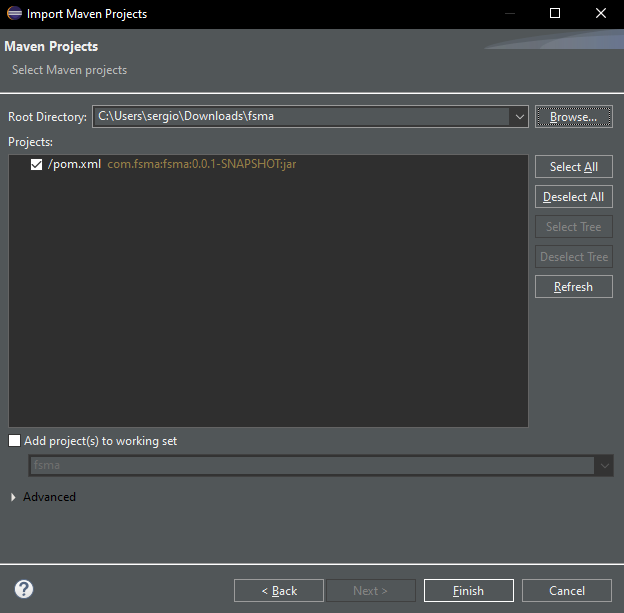 Import Maven Projects
Maven Projects
Select Maven projects
Root Directory: C:\Users\sergio\Downloads\fsma Browse...
Projects:
/pom.xml com.fsma:fsma:0.0.1-SNAPSHOT:jar
Select All
Deselect All
Select Tree
Deselect Tree
Refresh
Add project(s) to working set
fsma
Advanced
? < Back Next > Finish Cancel